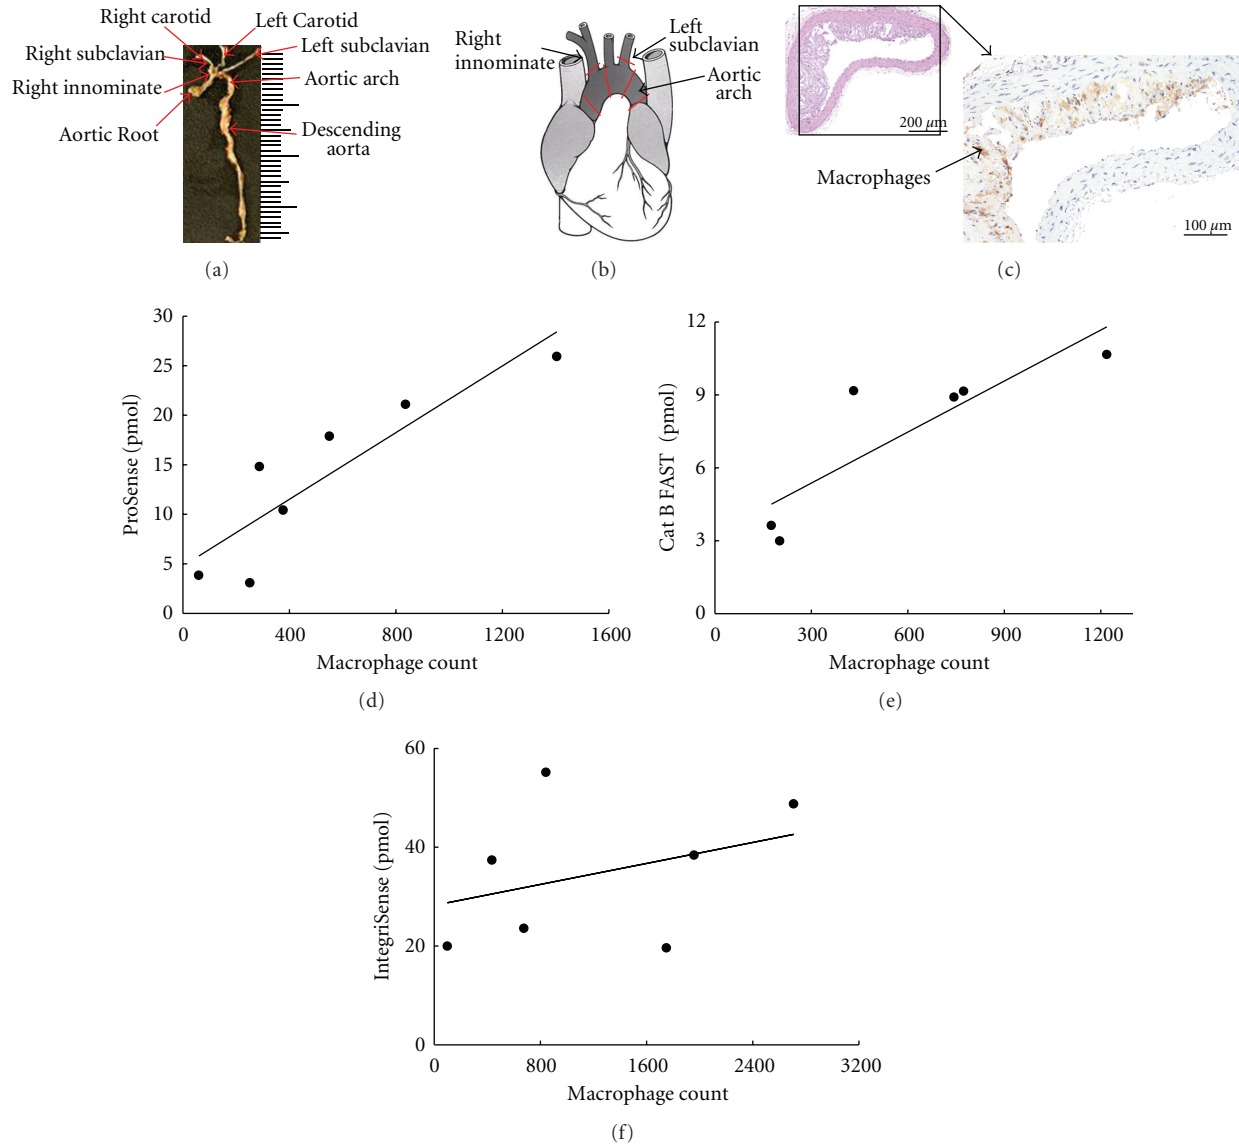 Right carotid
Left Carotid
Right subclavian
Left subclavian
Right innominate
Aortic arch
Aortic Root
Descending
aorta
(a)
Right
innominate
Left
subclavian
Aortic
arch
(b)
200 μm
Macrophages
100 μm
(c)
30
25
20
15
10
5
0
ProSense (pmol)
0 400 800 1200 1600
Macrophage count
(d)
12
9
6
3
0
Cat B FAST (pmol)
0 300 600 900 1200
Macrophage count
(e)
60
40
20
0
IntegriSense (pmol)
0 800 1600 2400 3200
Macrophage count
(f)